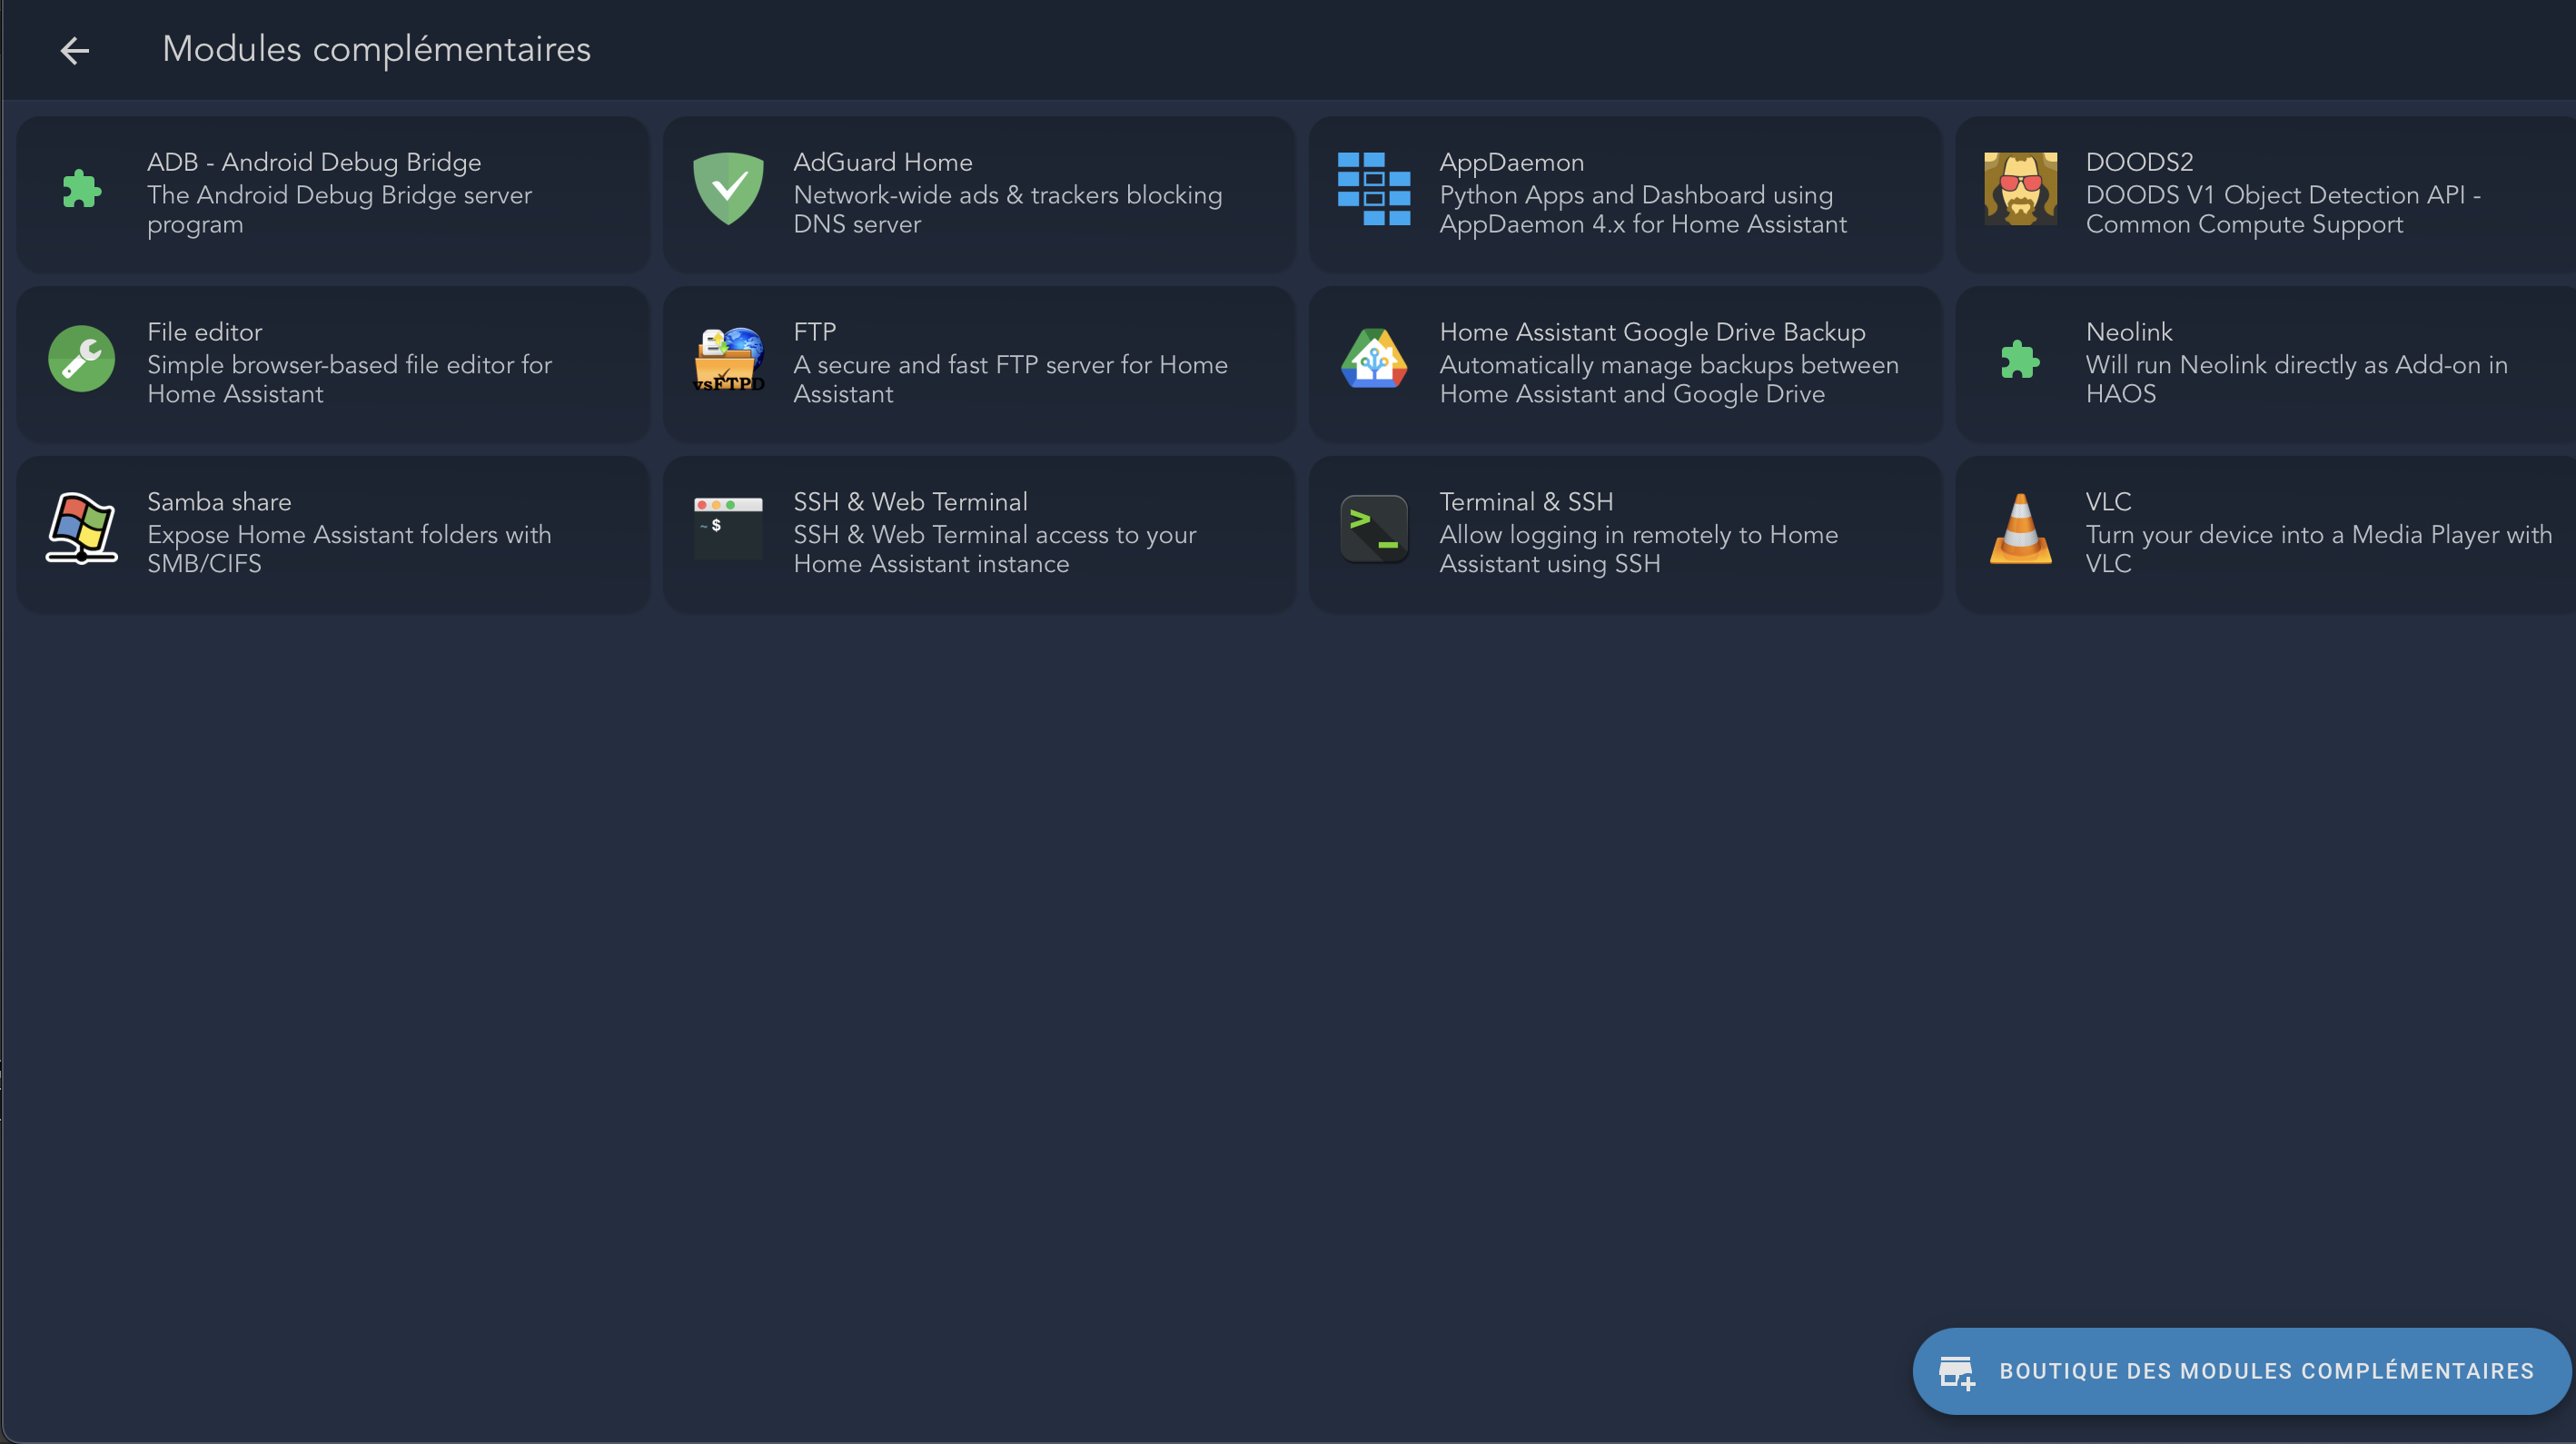 Modules complémentaires
ADB - Android Debug Bridge
The Android Debug Bridge server
program
AdGuard Home
Network-wide ads & trackers blocking
DNS server
AppDaemon
Python Apps and Dashboard using
AppDaemon 4.x for Home Assistant
DOODS2
DOODS V1 Object Detection API -
Common Compute Support
File editor
Simple browser-based file editor for
Home Assistant
vsFTPD
FTP
A secure and fast FTP server for Home
Assistant
Home Assistant Google Drive Backup
Automatically manage backups between
Home Assistant and Google Drive
Neolink
Will run Neolink directly as Add-on in
HAOS
Samba share
Expose Home Assistant folders with
SMB/CIFS
~ $
SSH & Web Terminal
SSH & Web Terminal access to your
Home Assistant instance
>_
Terminal & SSH
Allow logging in remotely to Home
Assistant using SSH
VLC
Turn your device into a Media Player with
VLC
BOUTIQUE DES MODULES COMPLÉMENTAIRES